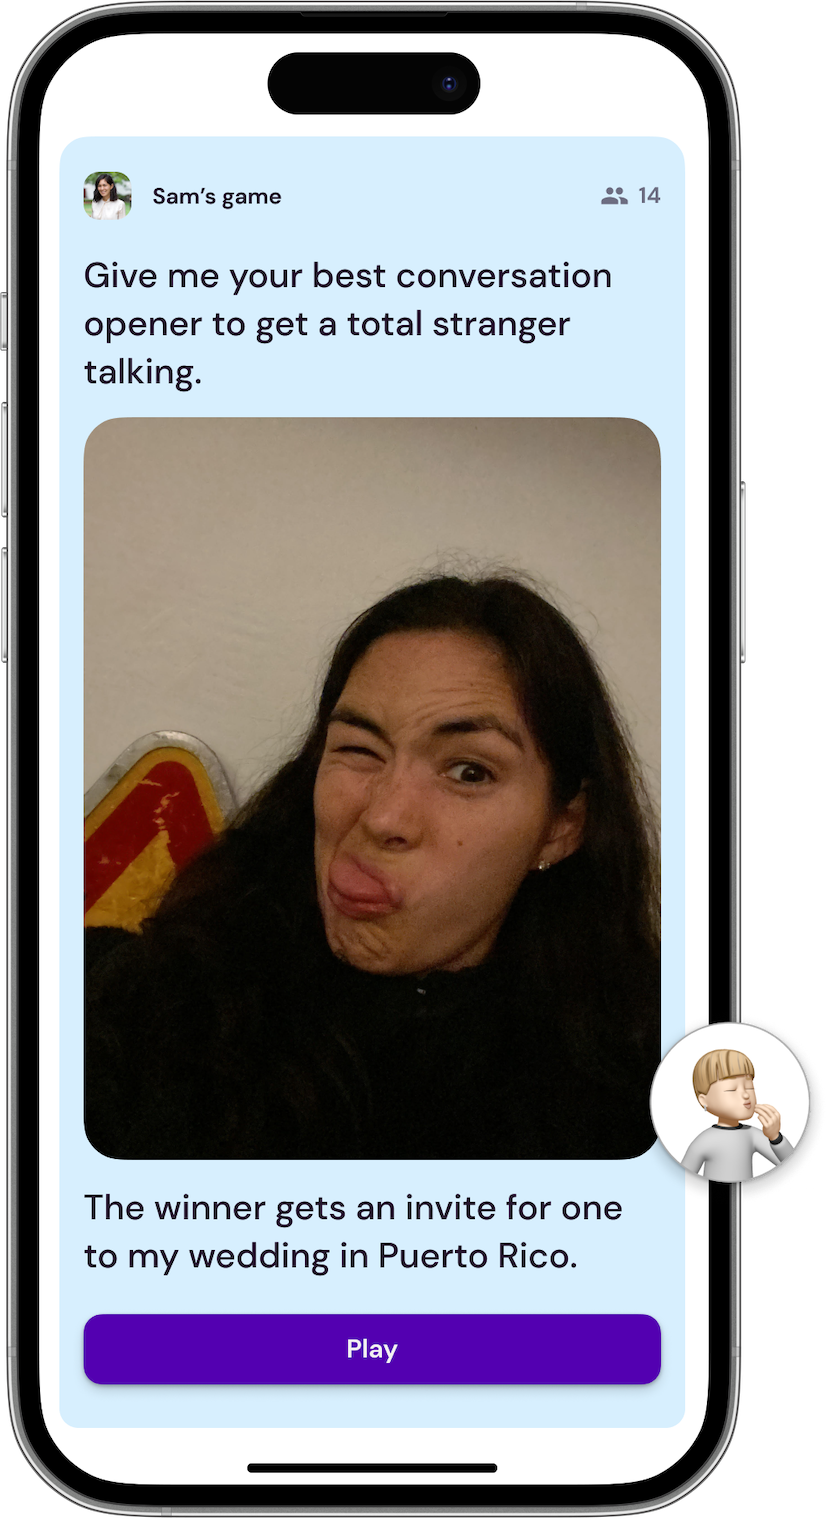 Sam’s game
14
Give me your best conversation
opener to get a total stranger
talking.
The winner gets an invite for one
to my wedding in Puerto Rico.
Play